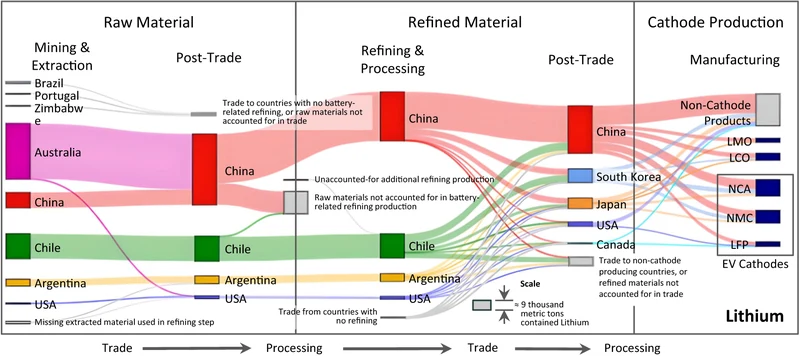 Raw Material
Refined Material
Cathode Production
Mining &
Extraction
Post-Trade
Refining &
Processing
Post-Trade
Manufacturing
Brazil
Portugal
Zimbabw
e
Australia
China
Chile
Argentina
USA
Missing extracted material used in refining step
Trade to countries with no battery-
related refining, or raw materials not
accounted for in trade
China
Chile
Argentina
USA
Unaccounted-for additional refining production
Raw materials not accounted for in battery-
related refining production
China
Chile
Argentina
USA
Trade from countries with
no refining
China
South Korea
Japan
USA
Canada
Trade to non-cathode
producing countries, or
refined materials not
accounted for in trade
Scale
≈ 9 thousand
metric tons
contained Lithium
Non-Cathode
Products
LMO
LCO
NCA
NMC
LFP
EV Cathodes
Lithium
Trade
Processing
Trade
Processing